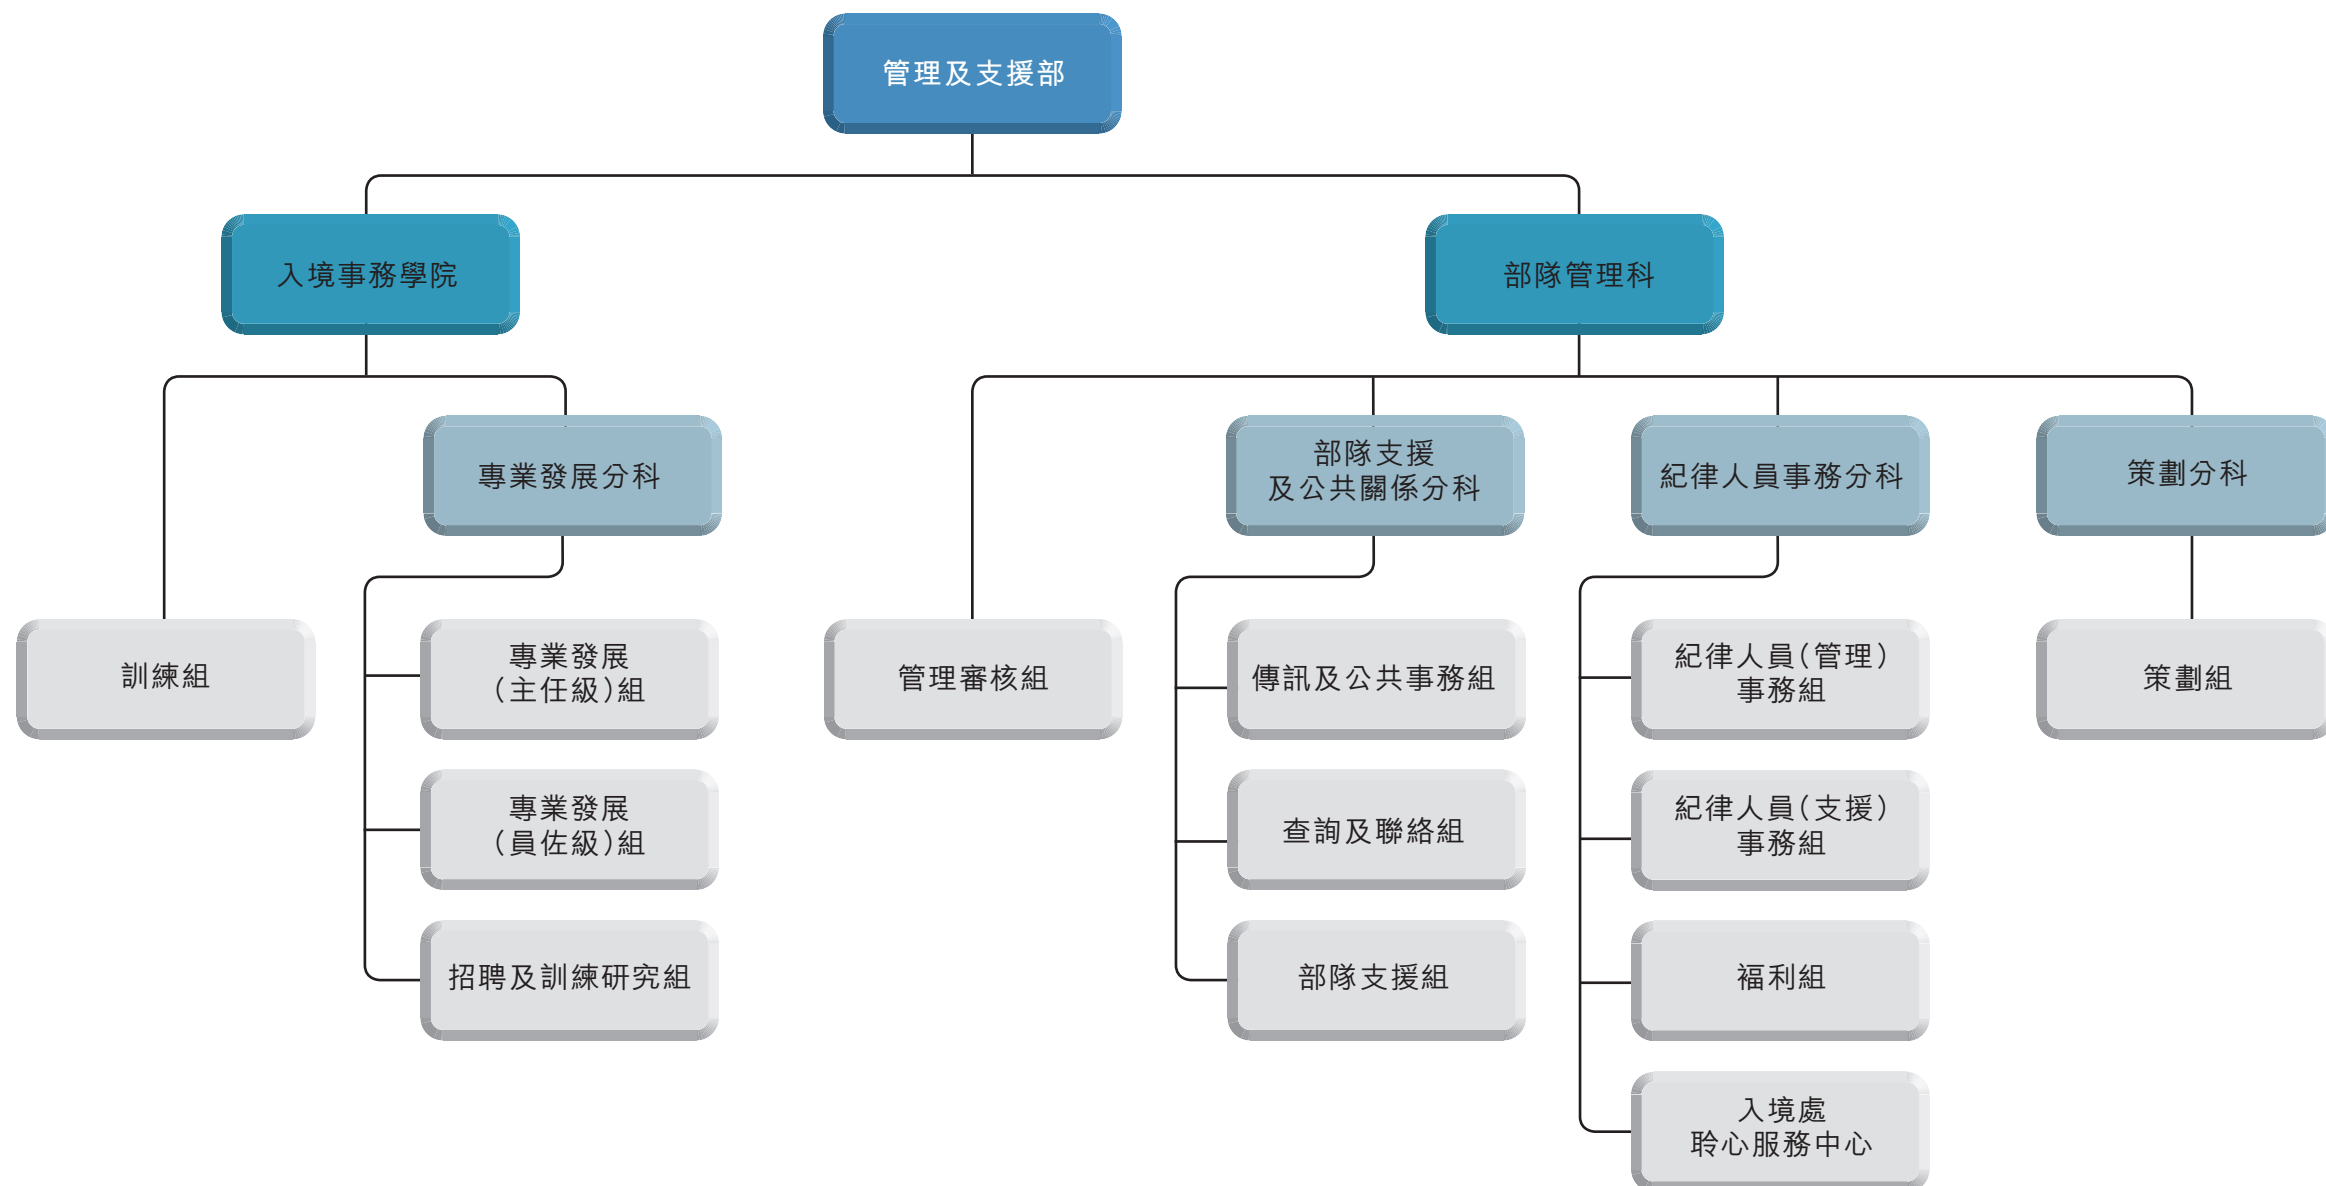 管理及支援部
入境事務學院
部隊管理科
專業發展分科
部隊支援
及公共關係分科
紀律人員事務分科
策劃分科
訓練組
專業發展
（主任級）組
管理審核組
傳訊及公共事務組
紀律人員（管理）
事務組
策劃組
專業發展
（員佐級）組
查詢及聯絡組
紀律人員（支援）
事務組
招聘及訓練研究組
部隊支援組
福利組
入境處
聆心服務中心